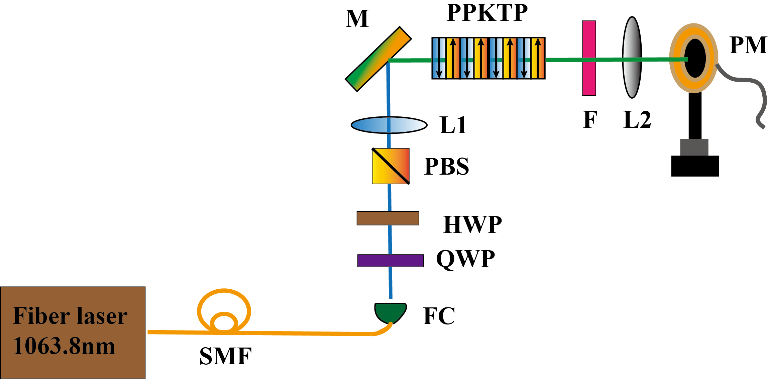 M
PPKTP
PM
F
L2
L1
PBS
HWP
QWP
FC
Fiber laser
1063.8nm
SMF